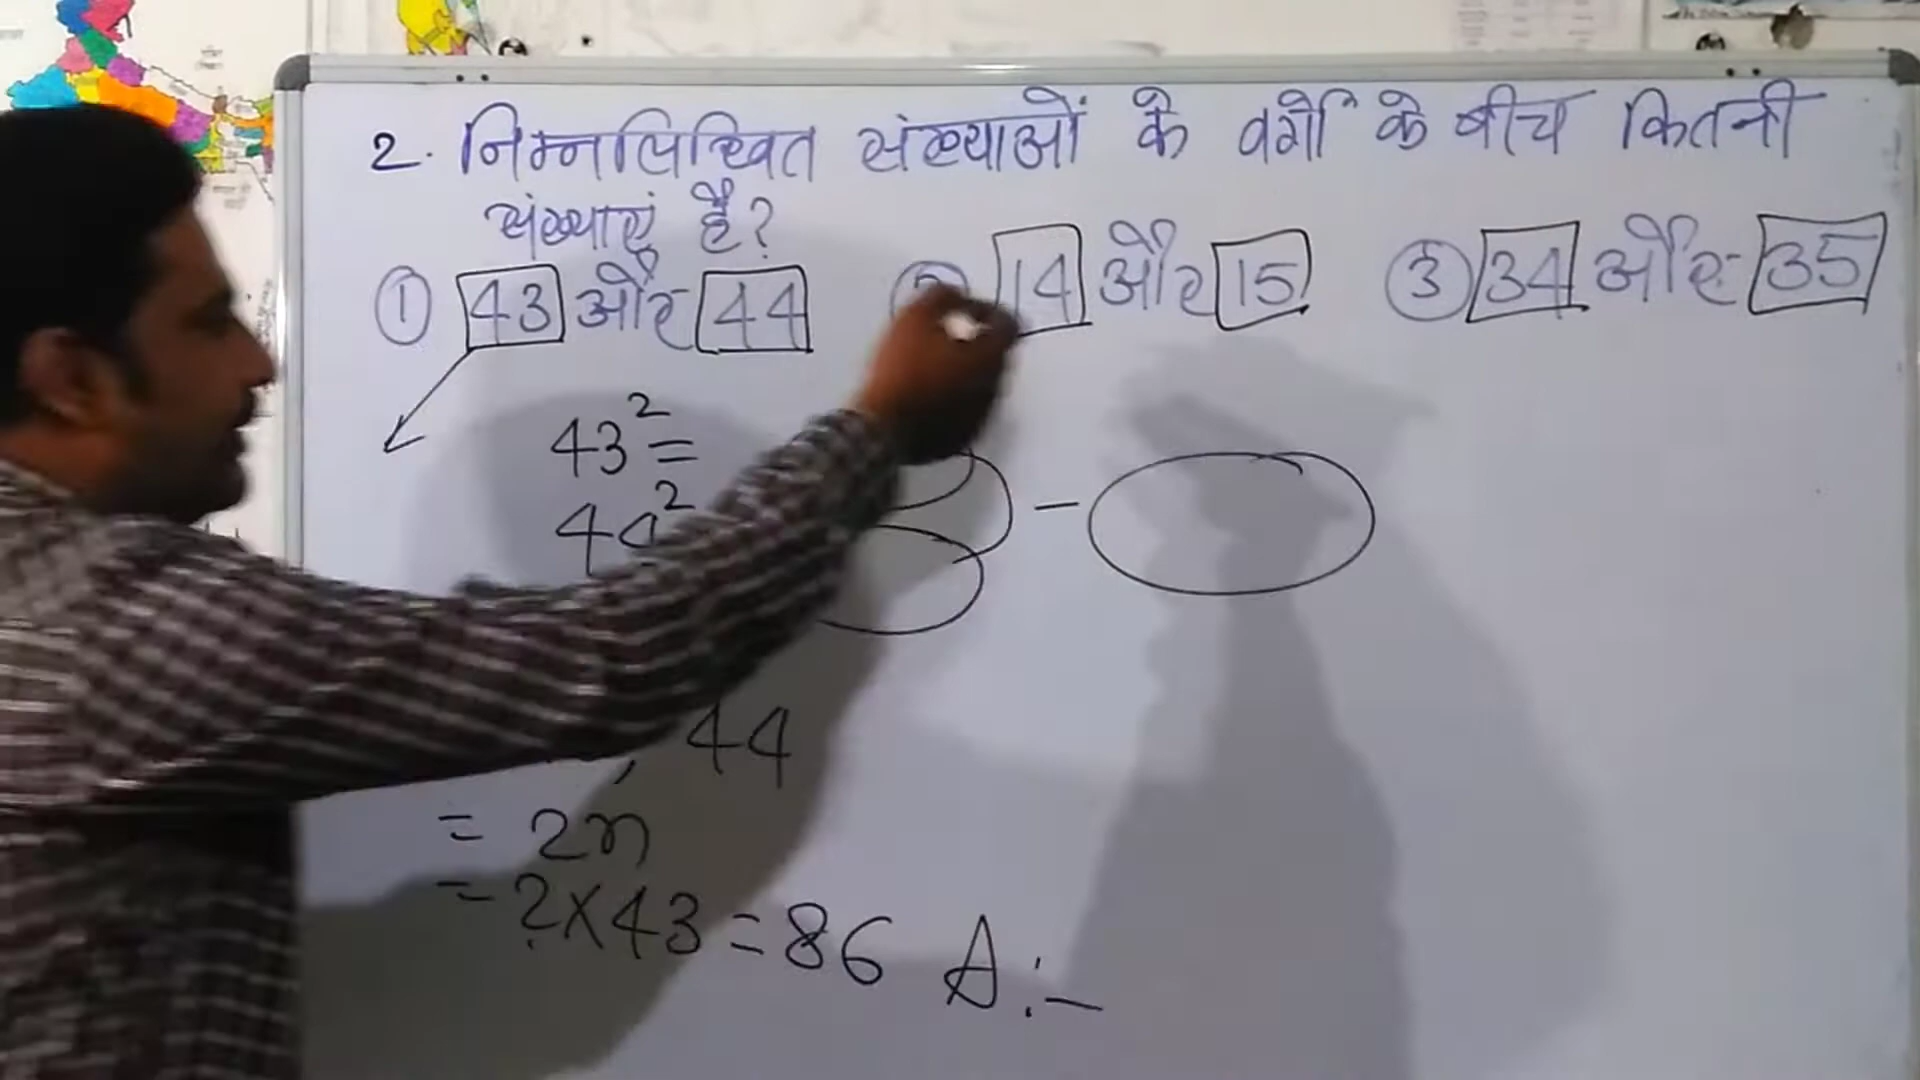 2. निम्नलिखित संख्याओं के वर्गों के बीच कितनी
संख्याएं है?
① 43 और 44 14 और 15 ③ 34 और 35
43² =
44²
–
, 44
= 2n
= 2×43 = 86 A:–